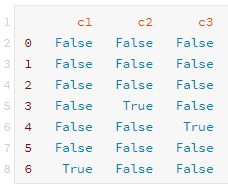 1 c1 c2 c3
2 0 False False False
3 1 False False False
4 2 False False False
5 3 False True False
6 4 False False True
7 5 False False False
8 6 True False False